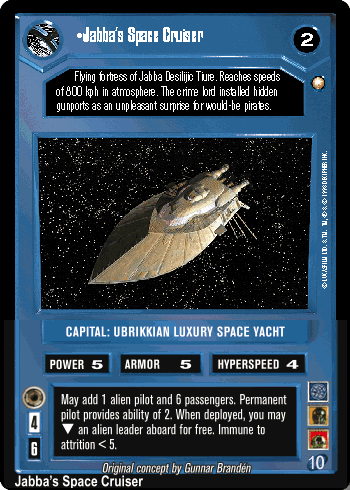 •Jabba's Space Cruiser
2
Flying fortress of Jabba Desilijic Tiure. Reaches speeds
of 800 kph in atmosphere. The crime lord installed hidden
gunports as an unpleasant surprise for would-be pirates.
CAPITAL: UBRIKKIAN LUXURY SPACE YACHT
POWER 5
ARMOR 5
HYPERSPEED 4
May add 1 alien pilot and 6 passengers. Permanent
pilot provides ability of 2. When deployed, you may
▼ an alien leader aboard for free. Immune to
attrition < 5.
4
6
10
Original concept by Gunnar Brandén
Jabba's Space Cruiser